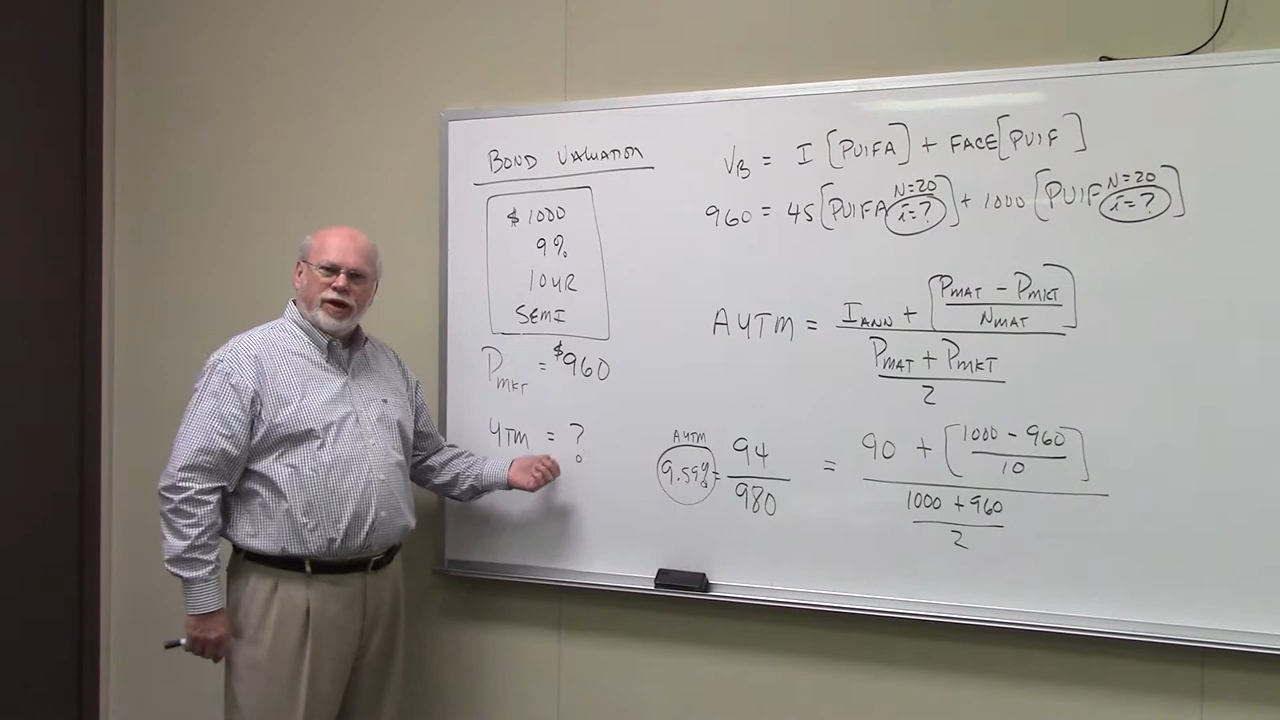 BOND VALUATION
$1000
9%
10 YR
SEMI
PMKT = $960
YTM = ?
VB = I [PVIFA] + FACE[PVIF]
960 = 45 [PVIFA N=20 i=?] + 1000 [PVIF N=20 i=?]
AYTM = IANN + [PMAT - PMKT / NMAT]
PMAT + PMKT
2
AYTM
9.59% = 94 / 980 = 90 + [1000 - 960 / 10]
1000 + 960
2